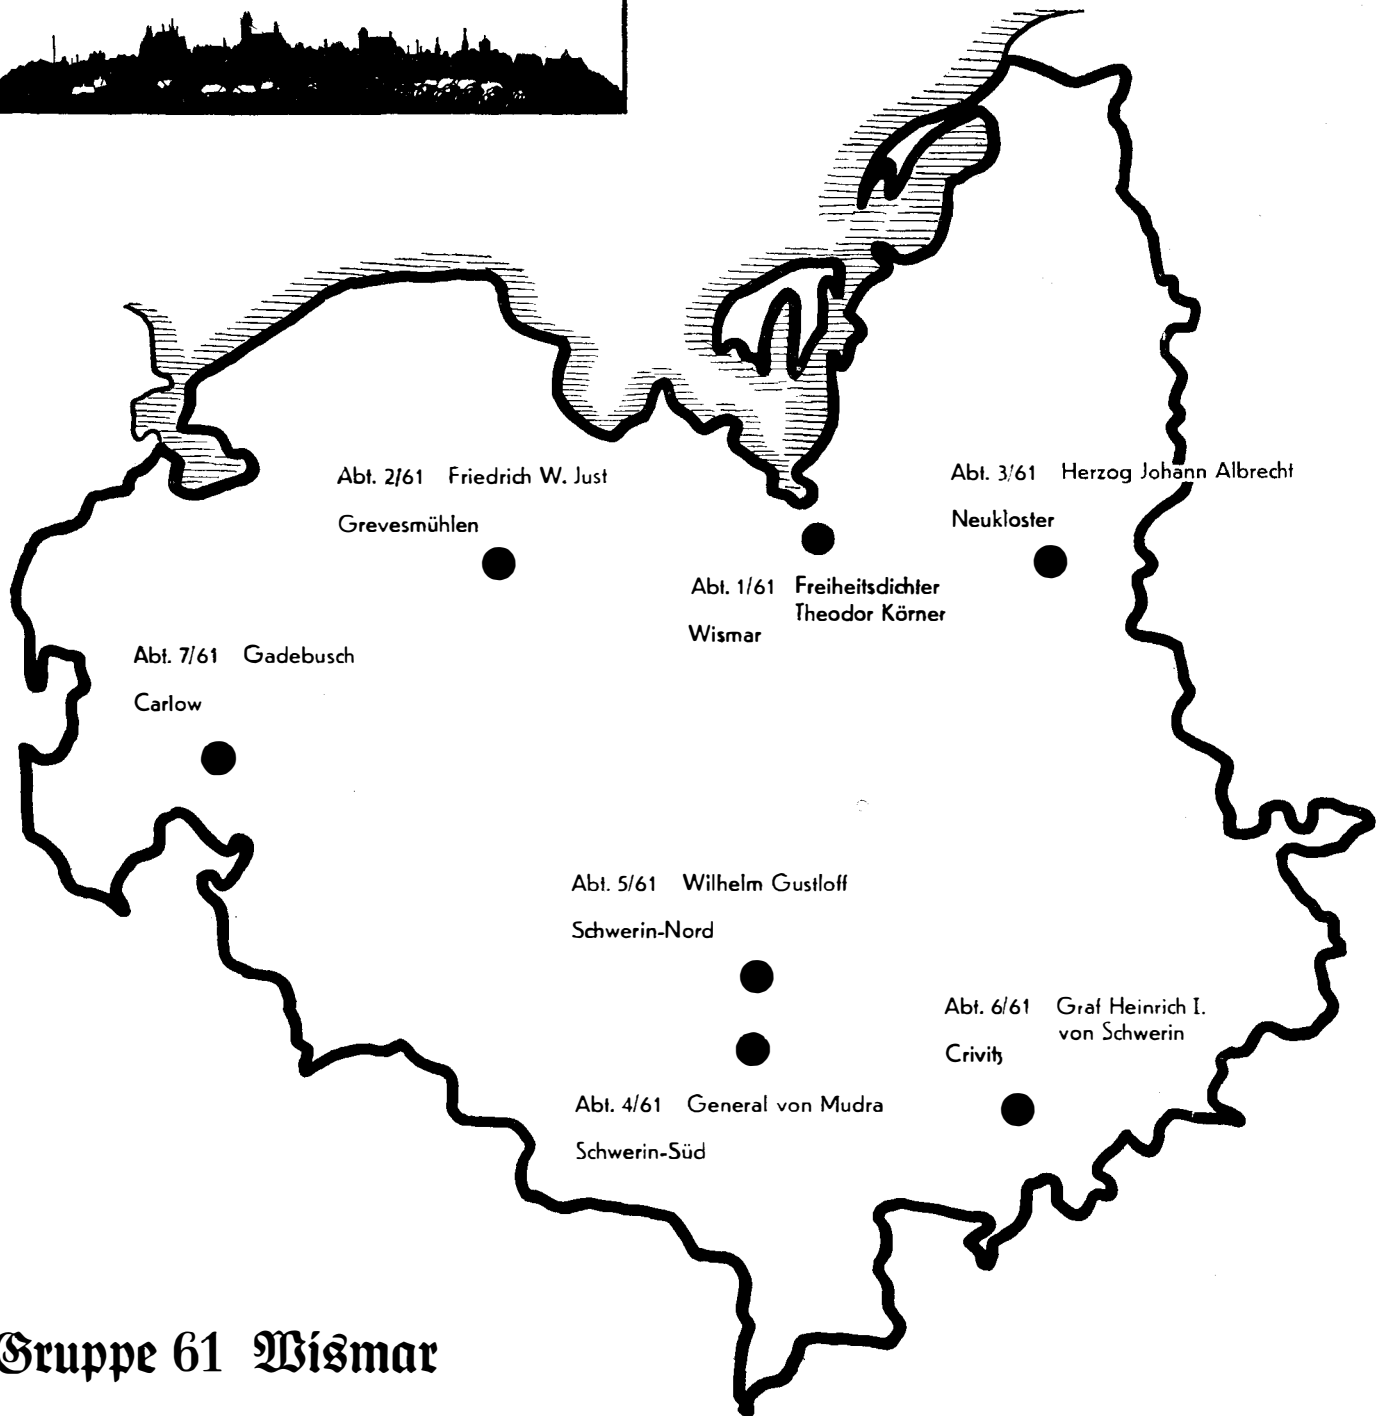 Abt. 2/61 Friedrich W. Just
Grevesmühlen
Abt. 3/61 Herzog Johann Albrecht
Neukloster
Abt. 1/61 Freiheitsdichter
Theodor Körner
Wismar
Abt. 7/61 Gadebusch
Carlow
Abt. 5/61 Wilhelm Gustloff
Schwerin-Nord
Abt. 6/61 Graf Heinrich I.
von Schwerin
Crivitz
Abt. 4/61 General von Mudra
Schwerin-Süd
Gruppe 61 Wismar